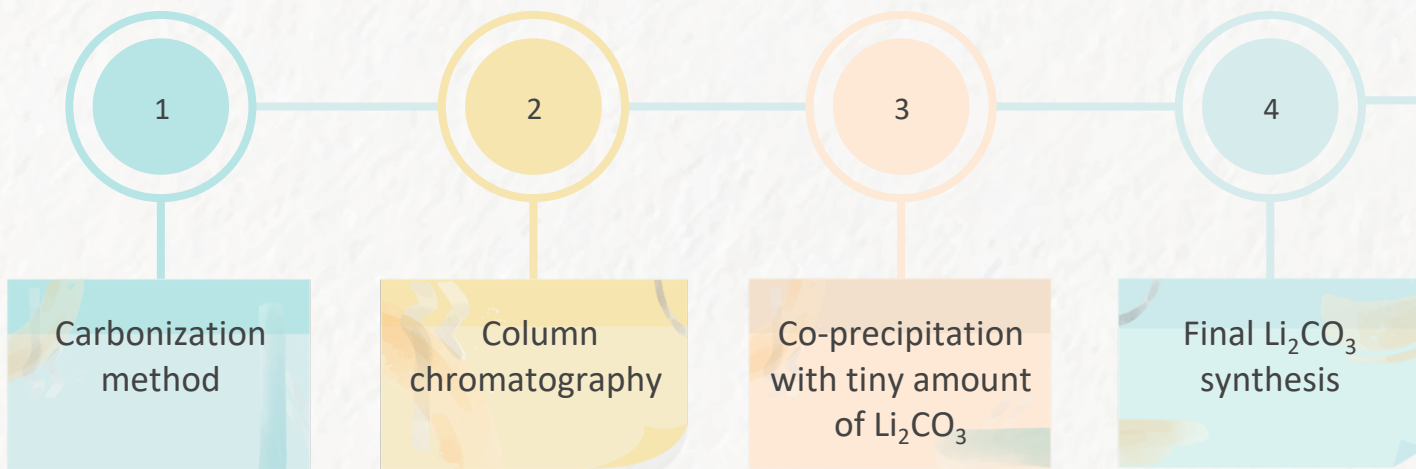 1
2
3
4
Carbonization
method
Column
chromatography
Co-precipitation
with tiny amount
of Li₂CO₃
Final Li₂CO₃
synthesis